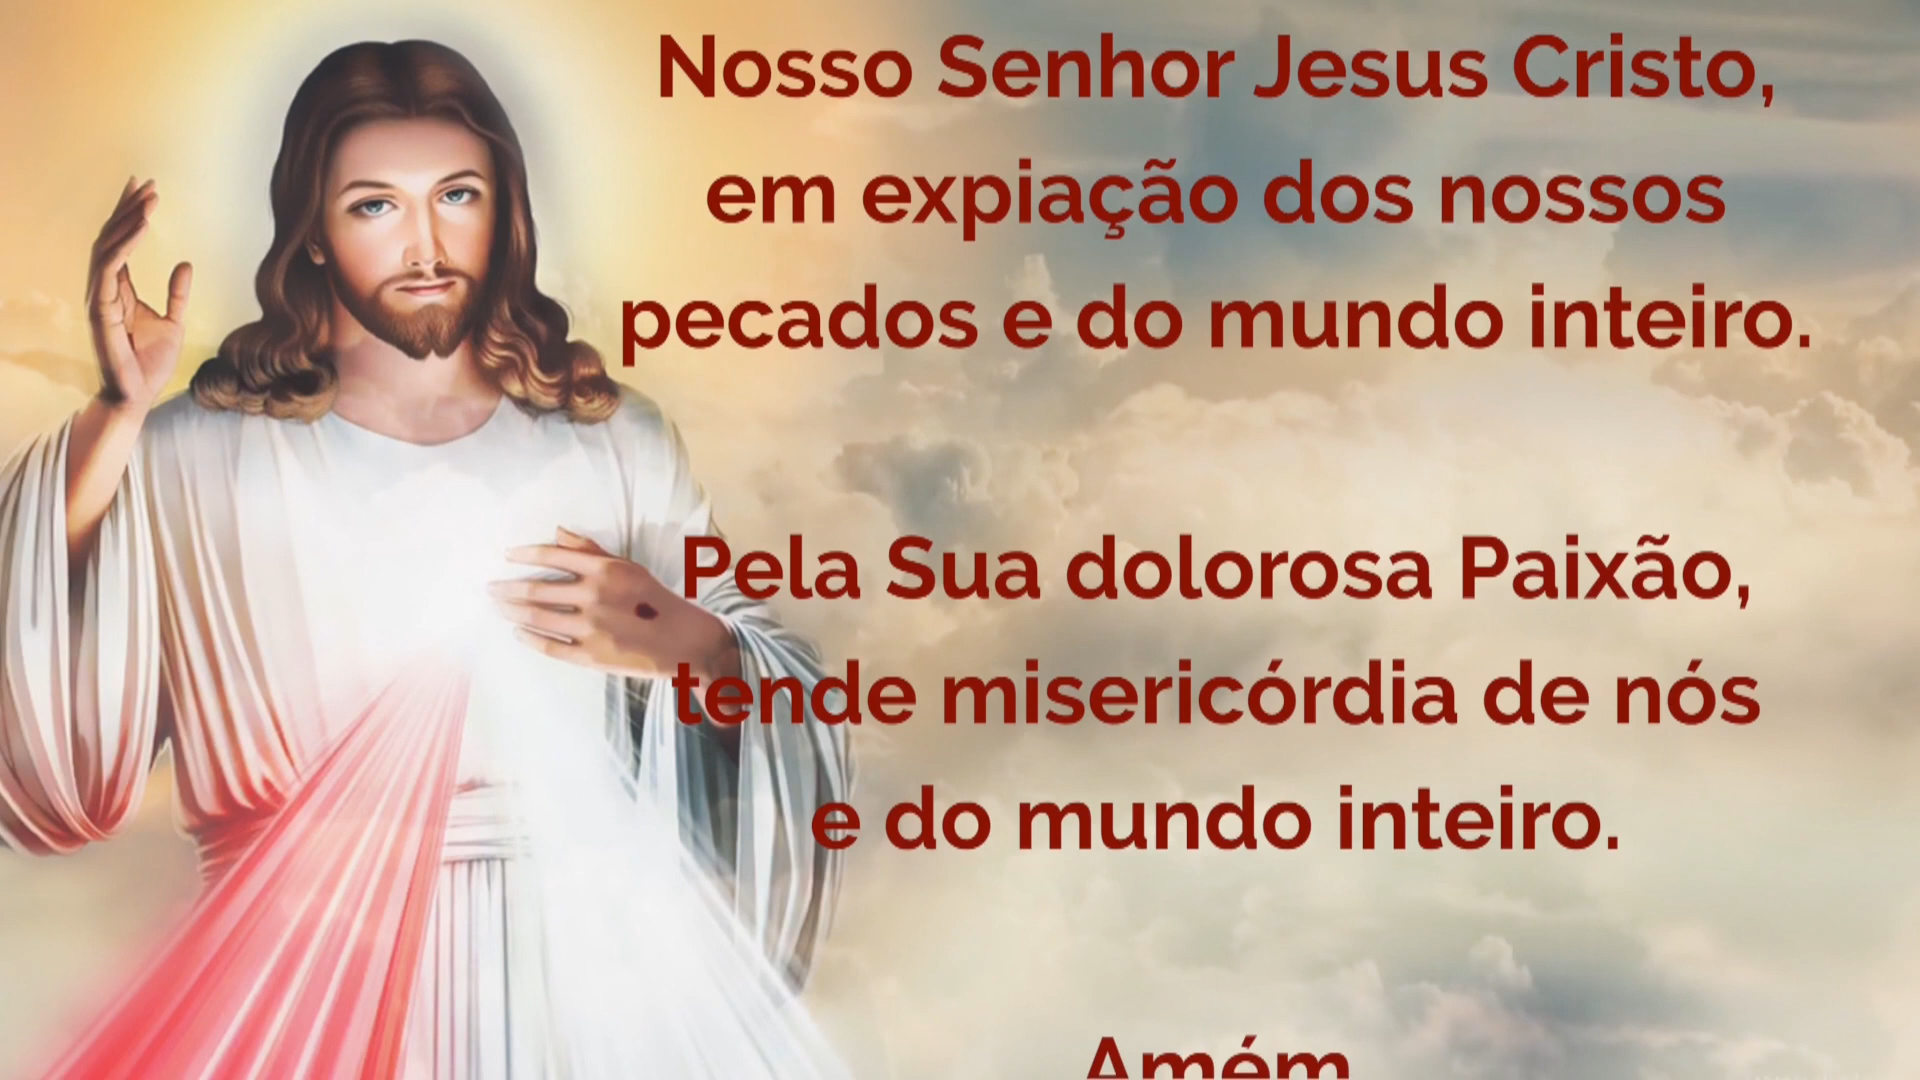 Nosso Senhor Jesus Cristo,
em expiação dos nossos
pecados e do mundo inteiro.
Pela Sua dolorosa Paixão,
tende misericórdia de nós
e do mundo inteiro.
Amém